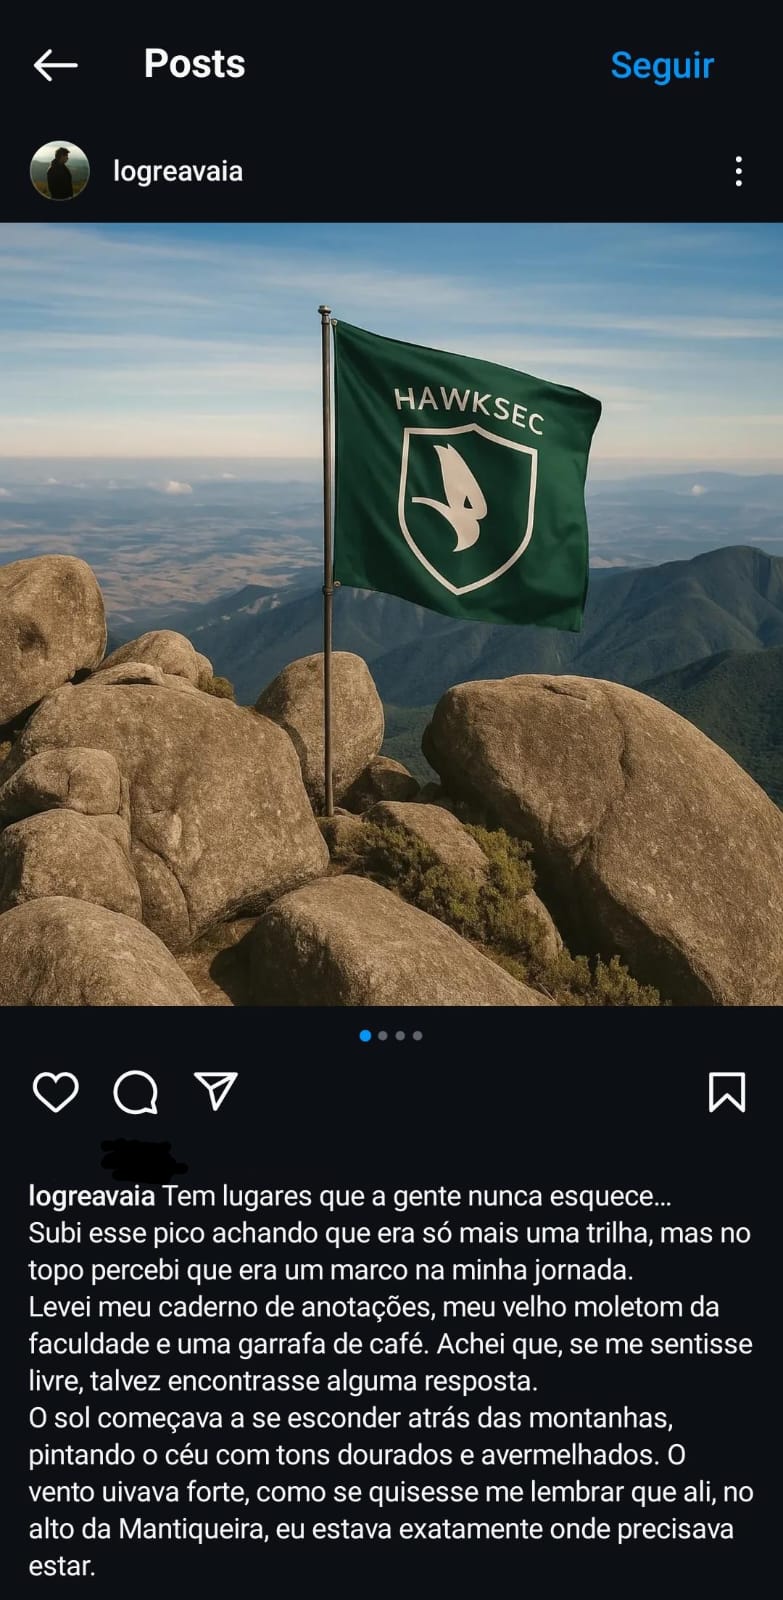 Posts
Seguir
logreavaia
HAWKSEC
logreavaia Tem lugares que a gente nunca esquece...
Subi esse pico achando que era só mais uma trilha, mas no
topo percebi que era um marco na minha jornada.
Levei meu caderno de anotações, meu velho moletom da
faculdade e uma garrafa de café. Achei que, se me sentisse
livre, talvez encontrasse alguma resposta.
O sol começava a se esconder atrás das montanhas,
pintando o céu com tons dourados e avermelhados. O
vento uivava forte, como se quisesse me lembrar que ali, no
alto da Mantiqueira, eu estava exatamente onde precisava
estar.